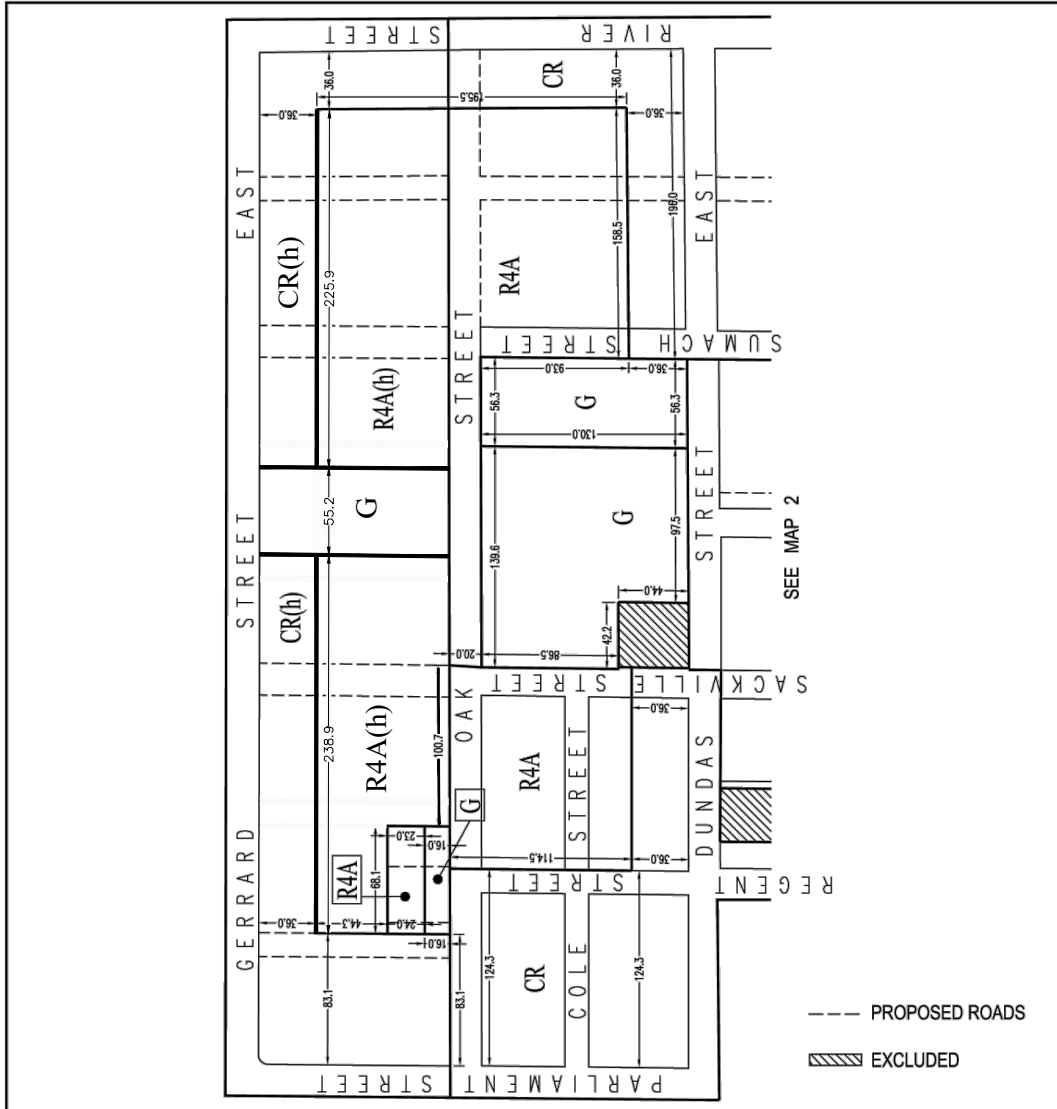 RIVER STREET
36.0
CR
36.0
195.5
36.0
36.0
EAST
CR(h)
225.9
158.5
196.0
EAST
R4A
STREET
SUMACH STREET
R4A(h)
93.0
36.0
56.3
G
56.3
130.0
STREET
G
55.2
139.6
G
97.5
STREET
SEE MAP 2
CR(h)
44.0
42.2
20.0
86.5
SACKVILLE STREET
OAK
36.0
R4A(h)
238.9
100.7
R4A
STREET
DUNDAS
G
23.0
16.0
R4A
68.1
114.5
36.0
REGENT STREET
GERRARD
36.0
44.3
24.0
16.0
83.1
83.1
124.3
CR
COLE
124.3
PARLIAMENT STREET
PROPOSED ROADS
EXCLUDED